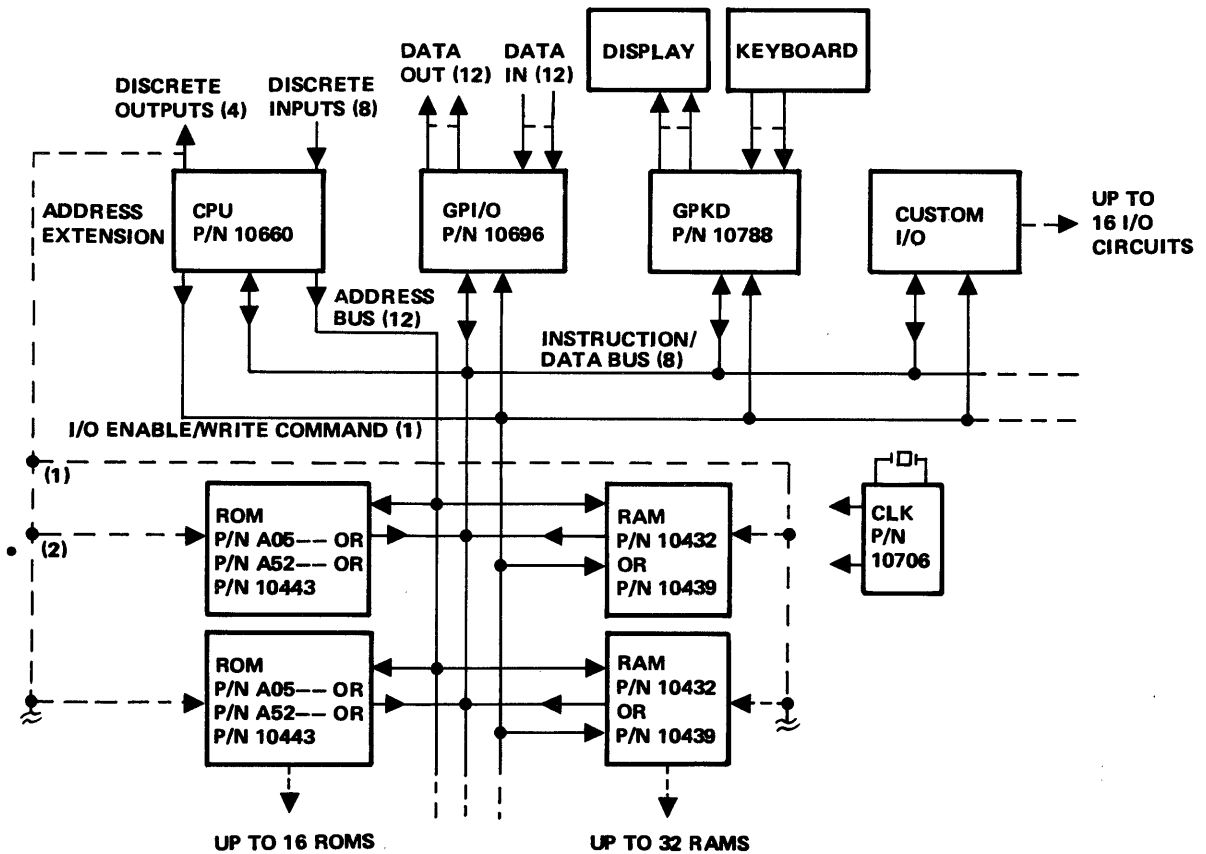 DISPLAY
KEYBOARD
DATA
OUT (12)
DATA
IN (12)
DISCRETE
OUTPUTS (4)
DISCRETE
INPUTS (8)
ADDRESS
EXTENSION
CPU
P/N 10660
GPI/O
P/N 10696
GPKD
P/N 10788
CUSTOM
I/O
UP TO
16 I/O
CIRCUITS
ADDRESS
BUS (12)
INSTRUCTION/
DATA BUS (8)
I/O ENABLE/WRITE COMMAND (1)
(1)
(2)
ROM
P/N A05–– OR
P/N A52–– OR
P/N 10443
RAM
P/N 10432
OR
P/N 10439
CLK
P/N
10706
ROM
P/N A05–– OR
P/N A52–– OR
P/N 10443
RAM
P/N 10432
OR
P/N 10439
UP TO 16 ROMS
UP TO 32 RAMS